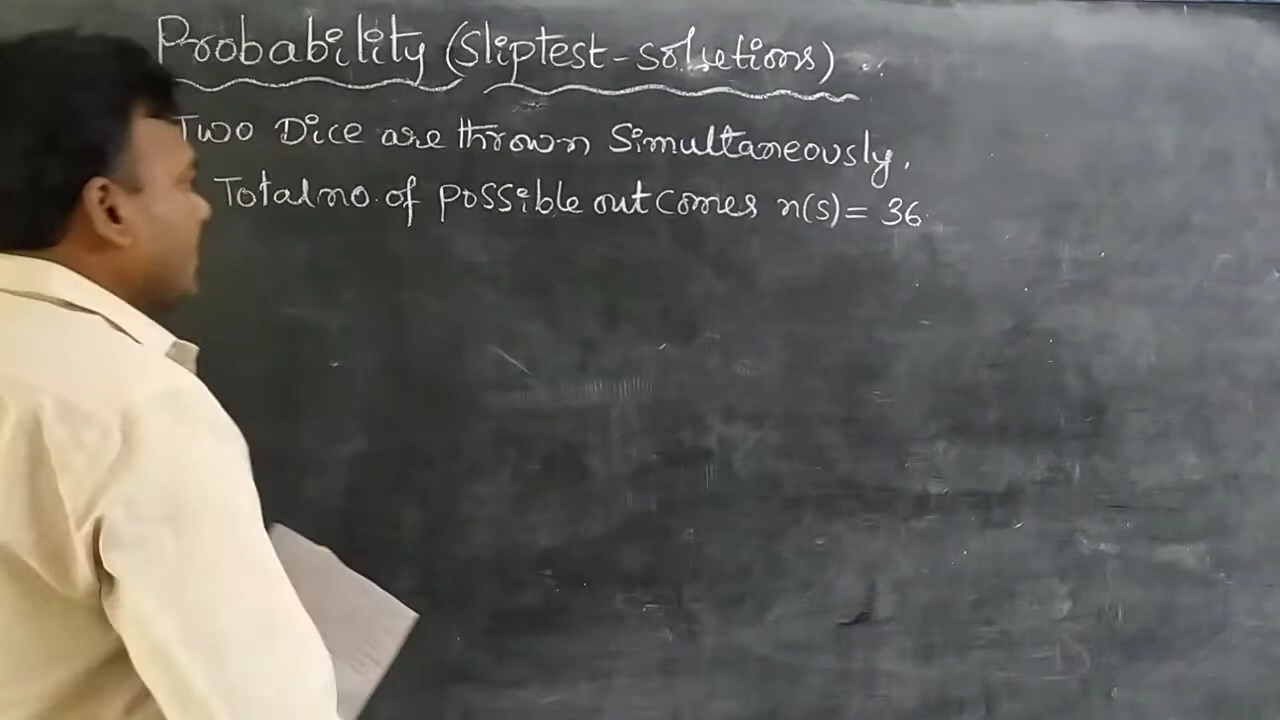 Probability (sliptest-solutions)
Two Dice are thrown Simultaneously.
Total no. of possible outcomes n(s) = 36.